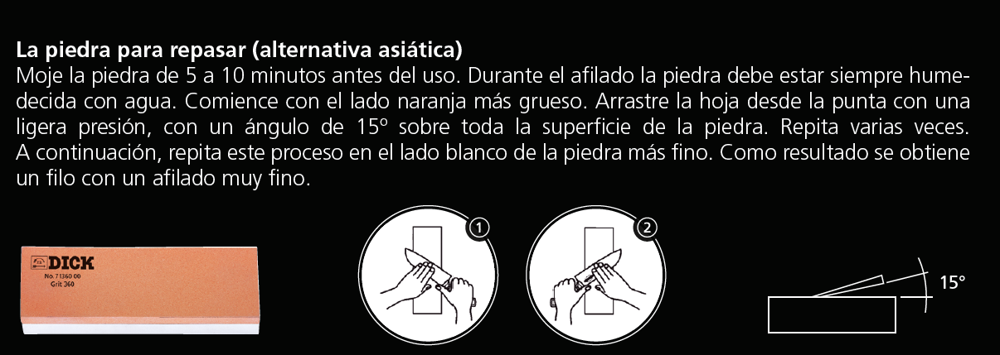 La piedra para repasar (alternativa asiática)
Moje la piedra de 5 a 10 minutos antes del uso. Durante el afilado la piedra debe estar siempre hume-
decida con agua. Comience con el lado naranja más grueso. Arrastre la hoja desde la punta con una
ligera presión, con un ángulo de 15º sobre toda la superficie de la piedra. Repita varias veces.
A continuación, repita este proceso en el lado blanco de la piedra más fino. Como resultado se obtiene
un filo con un afilado muy fino.
1
2
DICK
No. 71360 00
Grit 360
15°